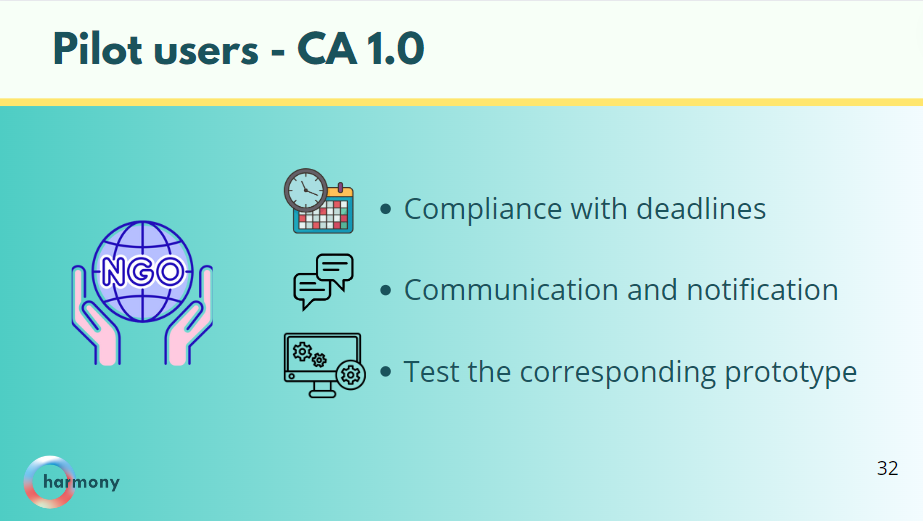 Pilot users - CA 1.0
NGO
• Compliance with deadlines
• Communication and notification
• Test the corresponding prototype
harmony
32